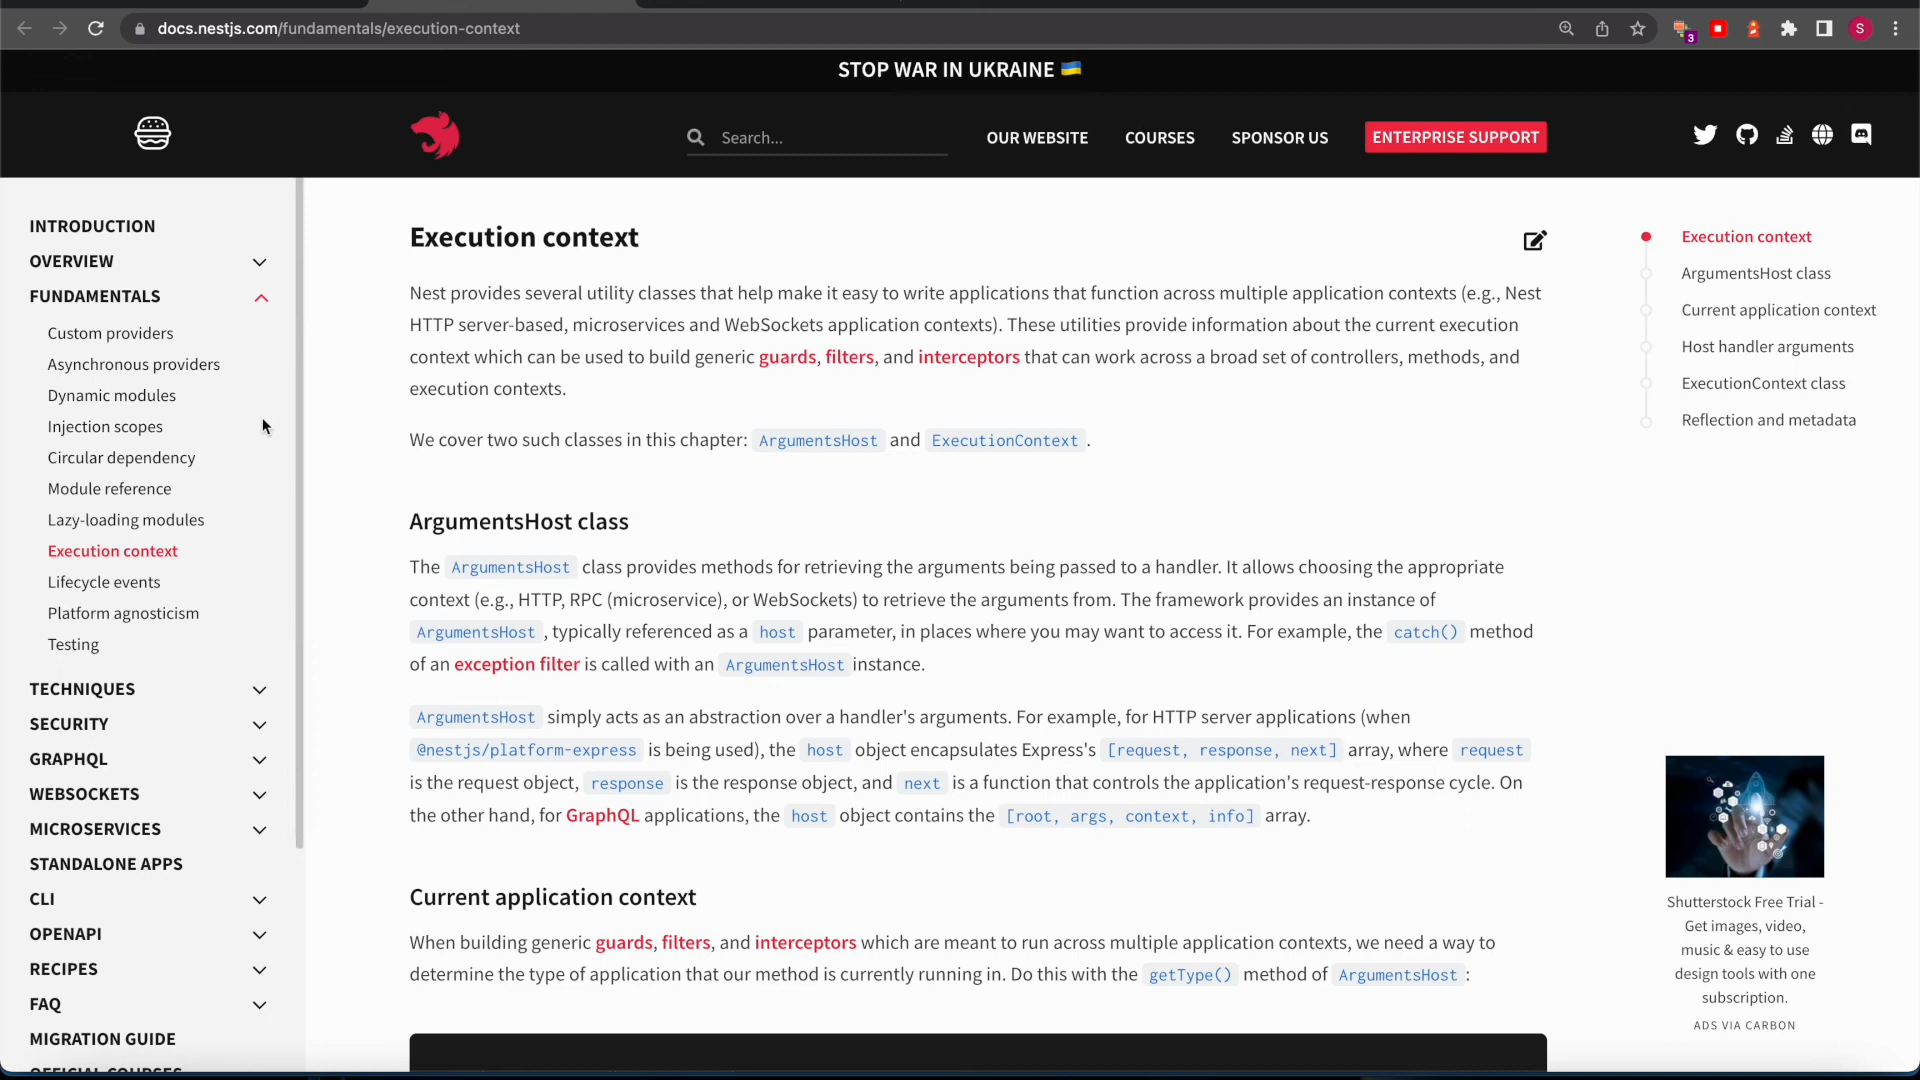 docs.nestjs.com/fundamentals/execution-context
3
S
STOP WAR IN UKRAINE 🇺🇦
Search...
OUR WEBSITE
COURSES
SPONSOR US
ENTERPRISE SUPPORT
INTRODUCTION
OVERVIEW
FUNDAMENTALS
Custom providers
Asynchronous providers
Dynamic modules
Injection scopes
Circular dependency
Module reference
Lazy-loading modules
Execution context
Lifecycle events
Platform agnosticism
Testing
TECHNIQUES
SECURITY
GRAPHQL
WEBSOCKETS
MICROSERVICES
STANDALONE APPS
CLI
OPENAPI
RECIPES
FAQ
MIGRATION GUIDE
OFFICIAL COURSES
Execution context
Nest provides several utility classes that help make it easy to write applications that function across multiple application contexts (e.g., Nest
HTTP server-based, microservices and WebSockets application contexts). These utilities provide information about the current execution
context which can be used to build generic guards, filters, and interceptors that can work across a broad set of controllers, methods, and
execution contexts.
We cover two such classes in this chapter: ArgumentsHost and ExecutionContext.
ArgumentsHost class
The ArgumentsHost class provides methods for retrieving the arguments being passed to a handler. It allows choosing the appropriate
context (e.g., HTTP, RPC (microservice), or WebSockets) to retrieve the arguments from. The framework provides an instance of
ArgumentsHost, typically referenced as a host parameter, in places where you may want to access it. For example, the catch() method
of an exception filter is called with an ArgumentsHost instance.
ArgumentsHost simply acts as an abstraction over a handler's arguments. For example, for HTTP server applications (when
@nestjs/platform-express is being used), the host object encapsulates Express's [request, response, next] array, where request
is the request object, response is the response object, and next is a function that controls the application's request-response cycle. On
the other hand, for GraphQL applications, the host object contains the [root, args, context, info] array.
Current application context
When building generic guards, filters, and interceptors which are meant to run across multiple application contexts, we need a way to
determine the type of application that our method is currently running in. Do this with the getType() method of ArgumentsHost:
Execution context
ArgumentsHost class
Current application context
Host handler arguments
ExecutionContext class
Reflection and metadata
Shutterstock Free Trial -
Get images, video,
music & easy to use
design tools with one
subscription.
ADS VIA CARBON